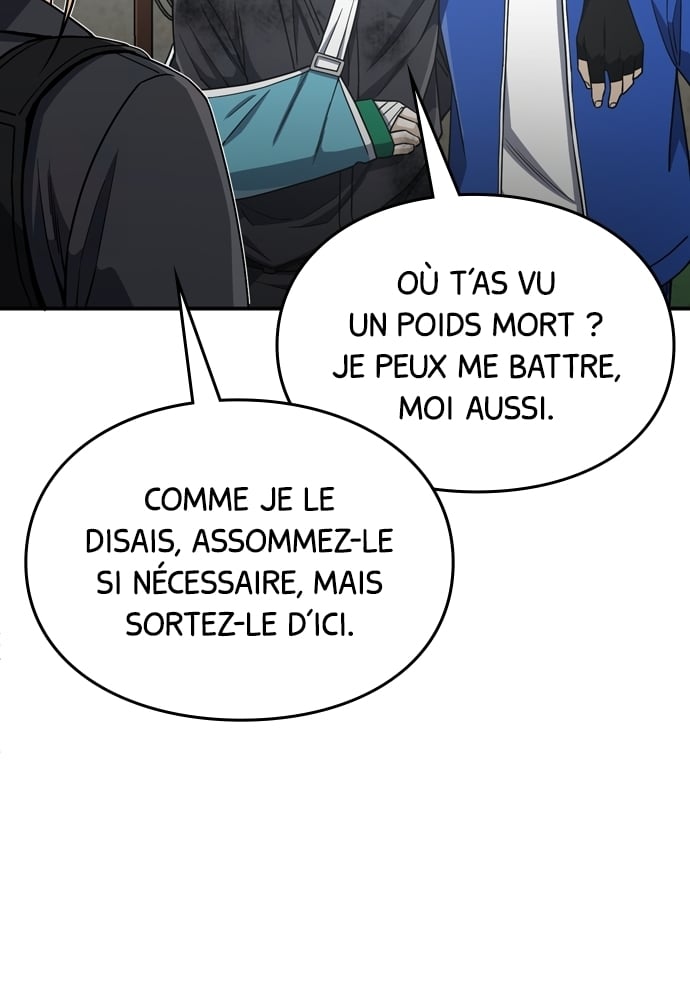 OÙ T'AS VU
UN POIDS MORT ?
JE PEUX ME BATTRE,
MOI AUSSI.
COMME JE LE
DISAIS, ASSOMMEZ-LE
SI NÉCESSAIRE, MAIS
SORTEZ-LE D'ICI.